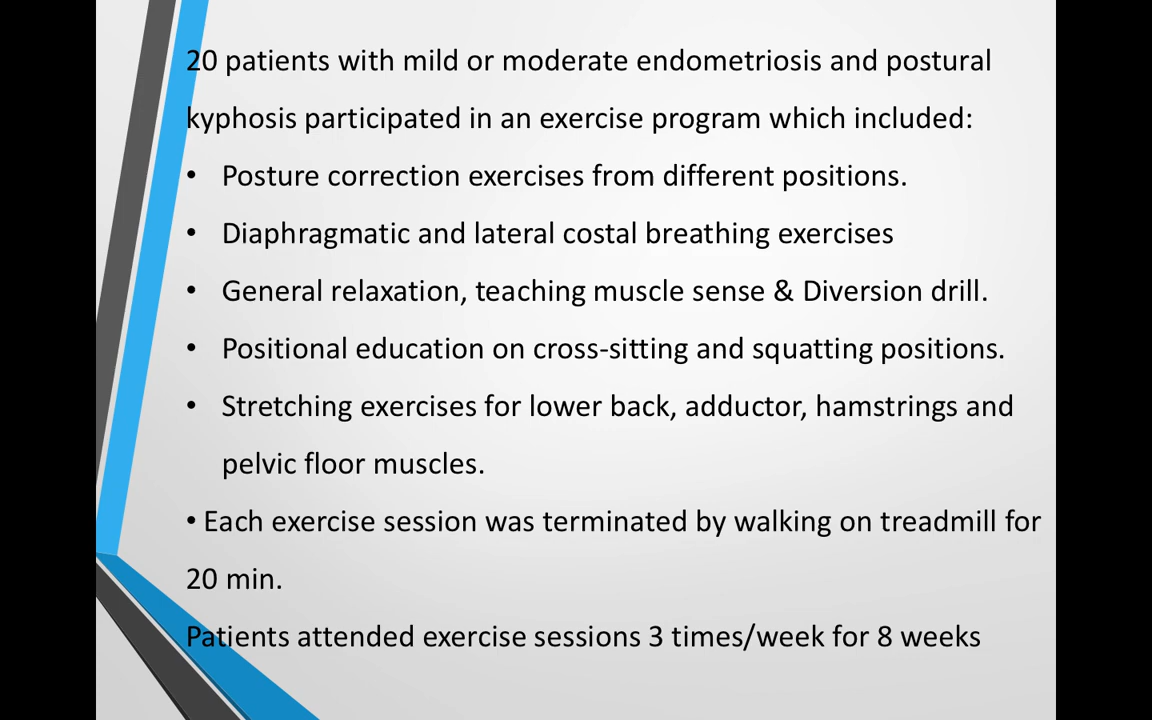 20 patients with mild or moderate endometriosis and postural
kyphosis participated in an exercise program which included:
• Posture correction exercises from different positions.
• Diaphragmatic and lateral costal breathing exercises
• General relaxation, teaching muscle sense & Diversion drill.
• Positional education on cross-sitting and squatting positions.
• Stretching exercises for lower back, adductor, hamstrings and
pelvic floor muscles.
• Each exercise session was terminated by walking on treadmill for
20 min.
Patients attended exercise sessions 3 times/week for 8 weeks